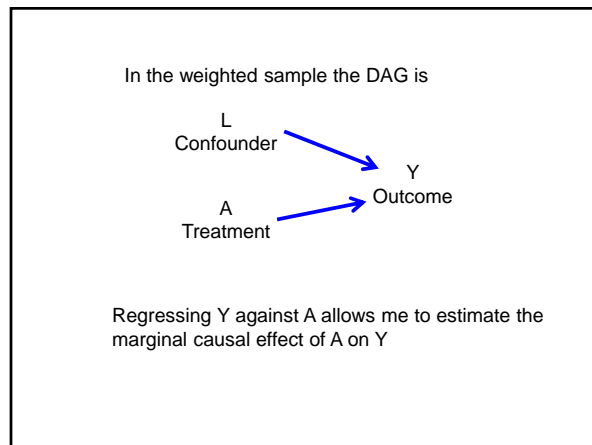 In the weighted sample the DAG is
L
Confounder
Y
Outcome
A
Treatment
Regressing Y against A allows me to estimate the
marginal causal effect of A on Y